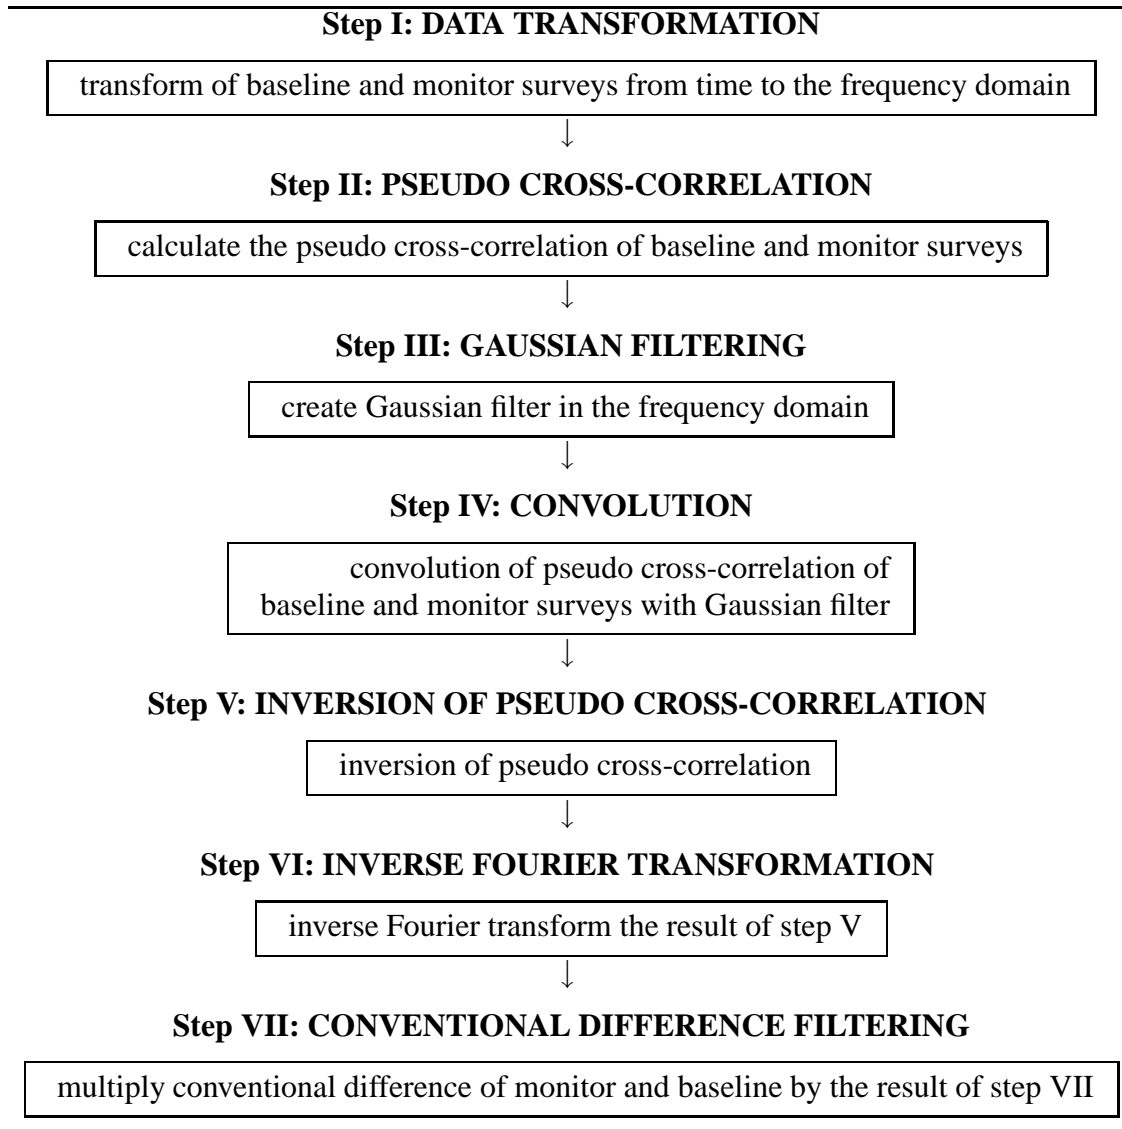 Step I: DATA TRANSFORMATION
transform of baseline and monitor surveys from time to the frequency domain
↓
Step II: PSEUDO CROSS-CORRELATION
calculate the pseudo cross-correlation of baseline and monitor surveys
↓
Step III: GAUSSIAN FILTERING
create Gaussian filter in the frequency domain
↓
Step IV: CONVOLUTION
convolution of pseudo cross-correlation of
baseline and monitor surveys with Gaussian filter
↓
Step V: INVERSION OF PSEUDO CROSS-CORRELATION
inversion of pseudo cross-correlation
↓
Step VI: INVERSE FOURIER TRANSFORMATION
inverse Fourier transform the result of step V
↓
Step VII: CONVENTIONAL DIFFERENCE FILTERING
multiply conventional difference of monitor and baseline by the result of step VII